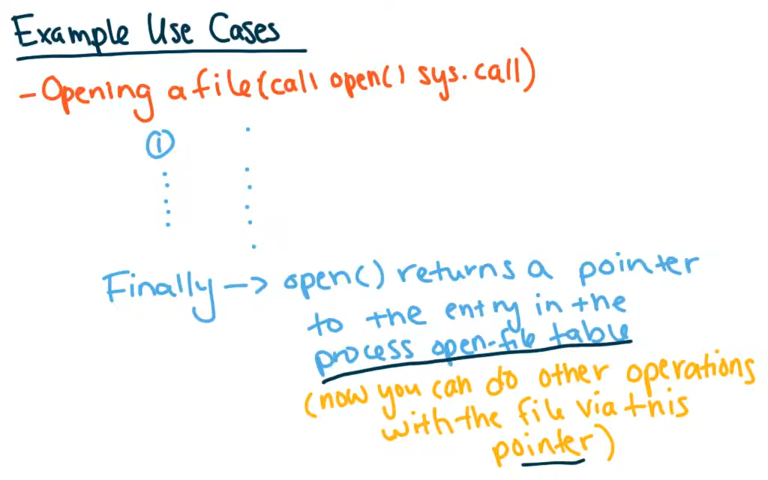 Example Use Cases
- Opening a file (call open() sys.call)
①
Finally → open() returns a pointer
to the entry in the
process open-file table
(now you can do other operations
with the file via this
pointer)